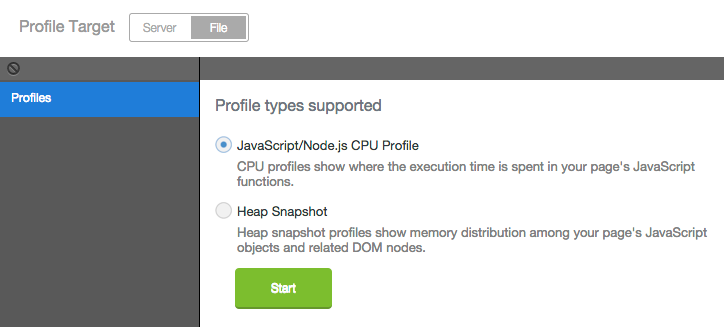 Profile Target Server File
Profiles
Profile types supported
JavaScript/Node.js CPU Profile
CPU profiles show where the execution time is spent in your page's JavaScript
functions.
Heap Snapshot
Heap snapshot profiles show memory distribution among your page's JavaScript
objects and related DOM nodes.
Start